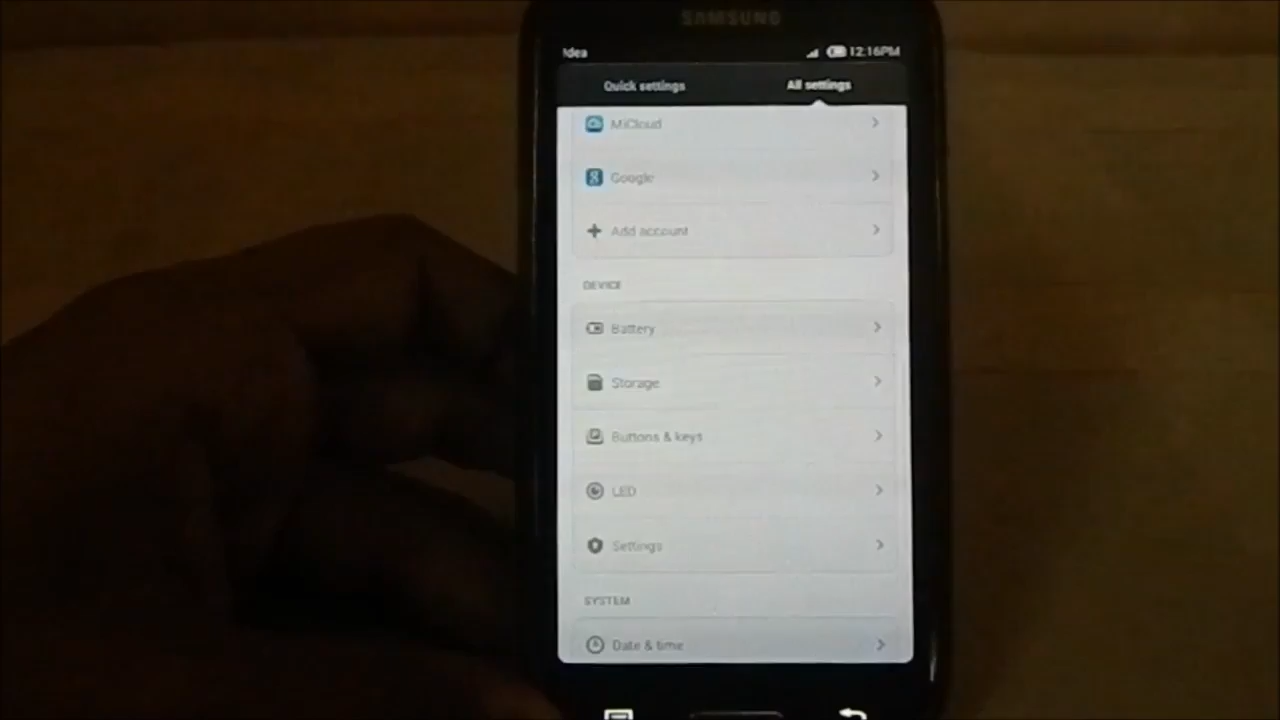 SAMSUNG
Idea
12:16PM
Quick settings
All settings
MiCloud
Google
Add account
DEVICE
Battery
Storage
Buttons & keys
LED
Settings
SYSTEM
Date & time